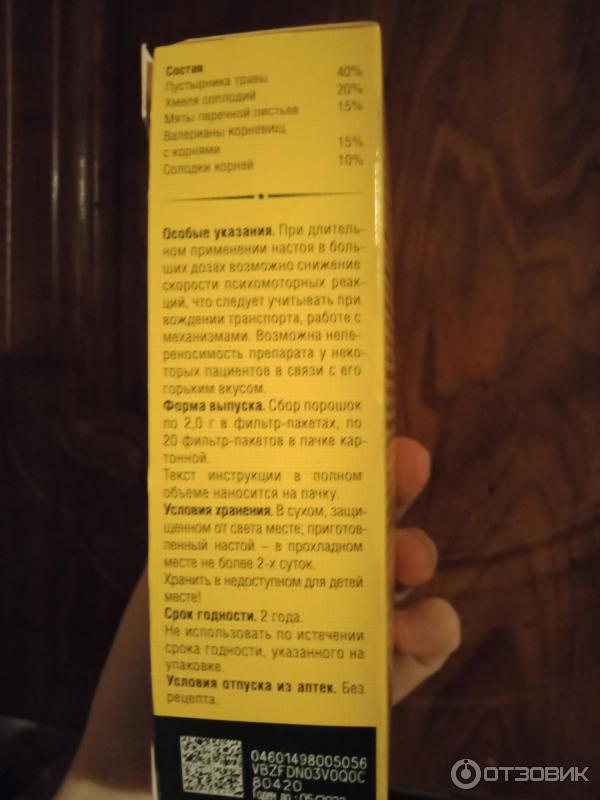 Состав
Пустырника травы 40%
Хмеля соплодий 20%
Мяты перечной листьев 15%
Валерианы корневищ
с корнями 15%
Солодки корней 10%
Особые указания. При длитель-
ном применении настоя в боль-
ших дозах возможно снижение
скорости психомоторных реак-
ций, что следует учитывать при
вождении транспорта, работе с
механизмами. Возможна непе-
реносимость препарата у неко-
торых пациентов в связи с его
горьким вкусом.
Форма выпуска. Сбор порошок
по 2,0 г в фильтр-пакетах, по
20 фильтр-пакетов в пачке кар-
тонной.
Текст инструкции в полном
объеме наносится на пачку.
Условия хранения. В сухом, защи-
щенном от света месте; приготов-
ленный настой – в прохладном
месте не более 2-х суток.
Хранить в недоступном для детей
месте!
Срок годности. 2 года.
Не использовать по истечении
срока годности, указанного на
упаковке.
Условия отпуска из аптек. Без
рецепта.
04601498005056
VBZFDN03V0Q0C
80420
Годен до:
ОТЗОВИК